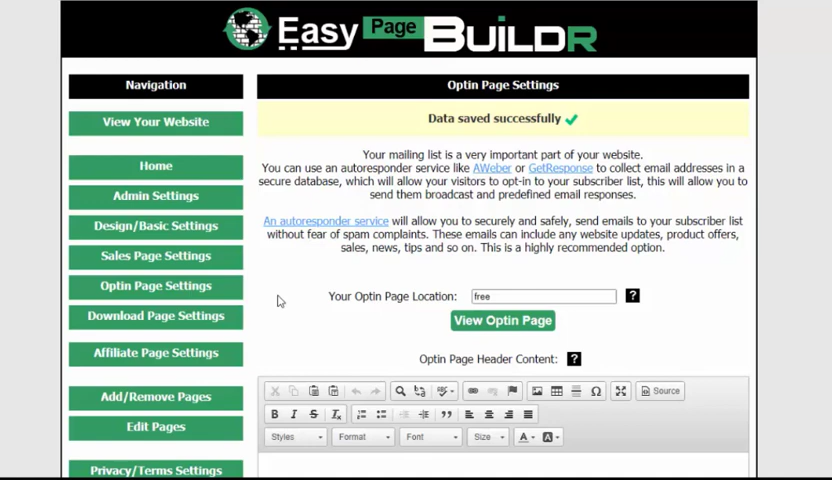 Easy Page BUILDR
Navigation
View Your Website
Home
Admin Settings
Design/Basic Settings
Sales Page Settings
Optin Page Settings
Download Page Settings
Affiliate Page Settings
Add/Remove Pages
Edit Pages
Privacy/Terms Settings
Optin Page Settings
Data saved successfully
Your mailing list is a very important part of your website.
You can use an autoresponder service like AWeber or GetResponse to collect email addresses in a
secure database, which will allow your visitors to opt-in to your subscriber list, this will allow you to
send them broadcast and predefined email responses.
An autoresponder service will allow you to securely and safely, send emails to your subscriber list
without fear of spam complaints. These emails can include any website updates, product offers,
sales, news, tips and so on. This is a highly recommended option.
Your Optin Page Location: free ?
View Optin Page
Optin Page Header Content: ?
Source
B I S Tx
Styles Format Font Size A A